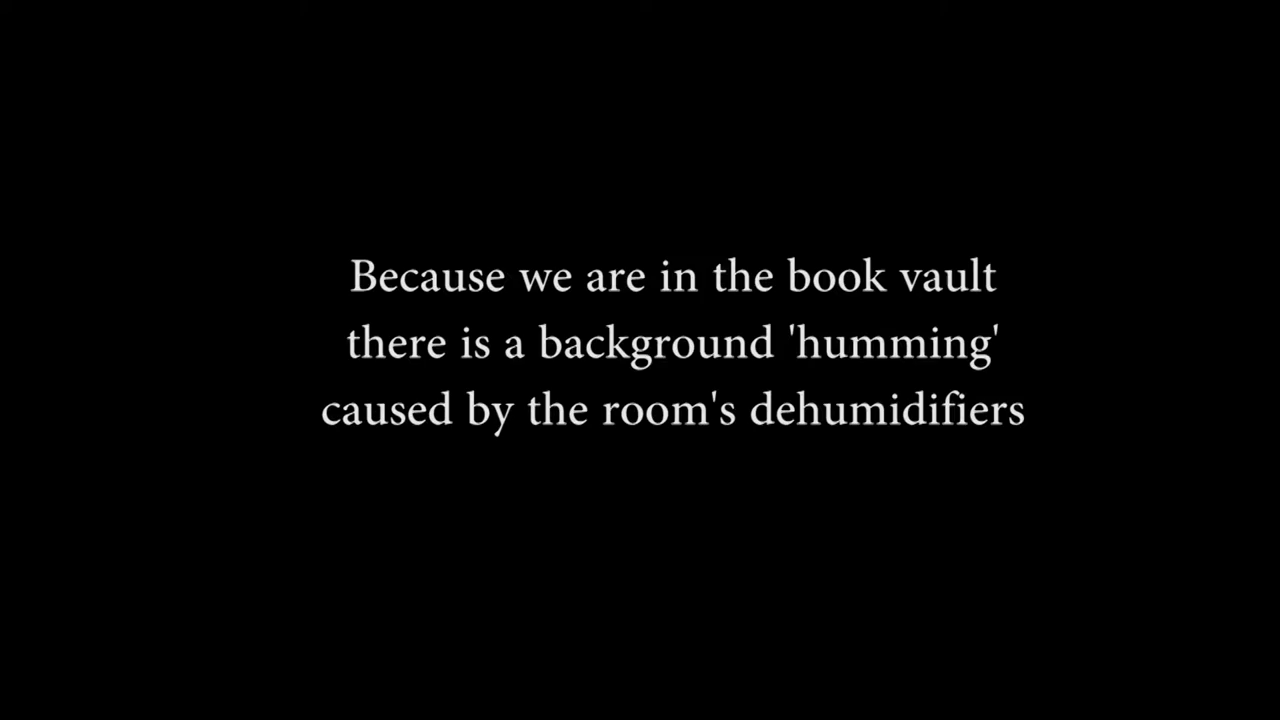 Because we are in the book vault
there is a background 'humming'
caused by the room's dehumidifiers